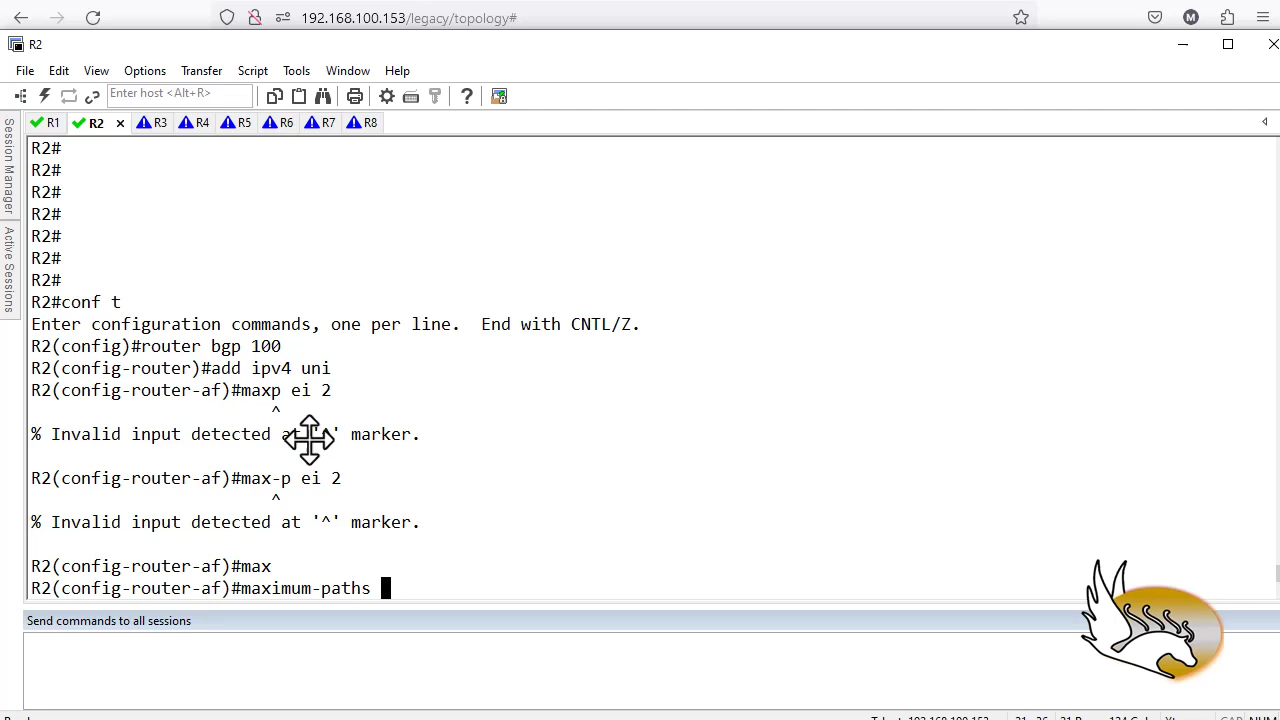 192.168.100.153/legacy/topology#
M
R2
File Edit View Options Transfer Script Tools Window Help
Enter host <Alt+R>
R1 R2 R3 R4 R5 R6 R7 R8
Session Manager
Active Sessions
R2#
R2#
R2#
R2#
R2#
R2#
R2#
R2#conf t
Enter configuration commands, one per line.  End with CNTL/Z.
R2(config)#router bgp 100
R2(config-router)#add ipv4 uni
R2(config-router-af)#maxp ei 2
^
% Invalid input detected at '^' marker.
R2(config-router-af)#max-p ei 2
^
% Invalid input detected at '^' marker.
R2(config-router-af)#max
R2(config-router-af)#maximum-paths
Send commands to all sessions